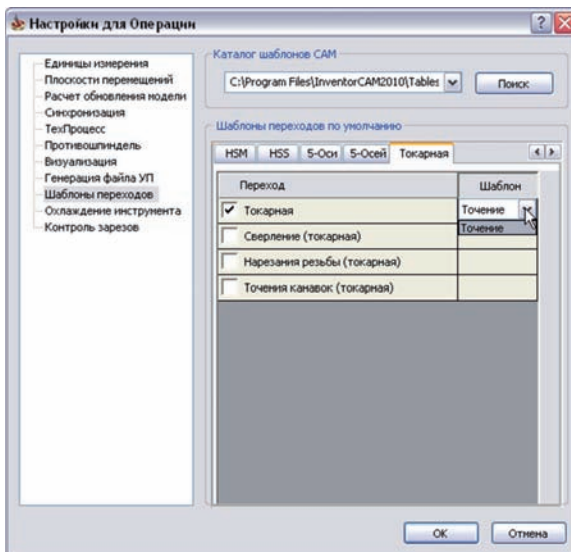 Настройки для Операции
Единицы измерения
Плоскости перемещений
Расчет обновления модели
Синхронизация
ТехПроцесс
Противошпиндель
Визуализация
Генерация файла УП
Шаблоны переходов
Охлаждение инструмента
Контроль зарезов
Каталог шаблонов CAM
C:\Program Files\InventorCAM2010\Tables
Поиск
Шаблоны переходов по умолчанию
HSM HSS 5-Оси 5-Осей Токарная
Переход Шаблон
Токарная Точение
Точение
Сверление (токарная)
Нарезания резьбы (токарная)
Точения канавок (токарная)
ОК Отмена